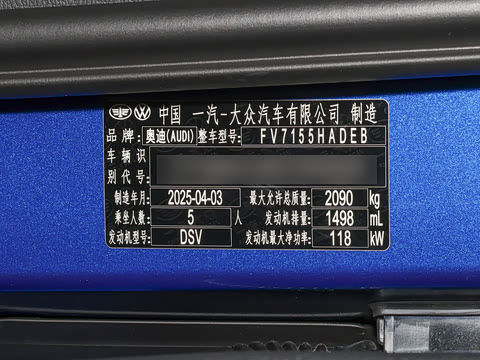 中国 一汽-大众汽车有限公司 制造
品牌: 奥迪(AUDI) 整车型号: FV7155HADEB
车辆识
别代号:
制造年月: 2025-04-03 最大允许总质量: 2090 kg
乘坐人数: 5 人 发动机排量: 1498 mL
发动机型号: DSV 发动机最大净功率: 118 kW